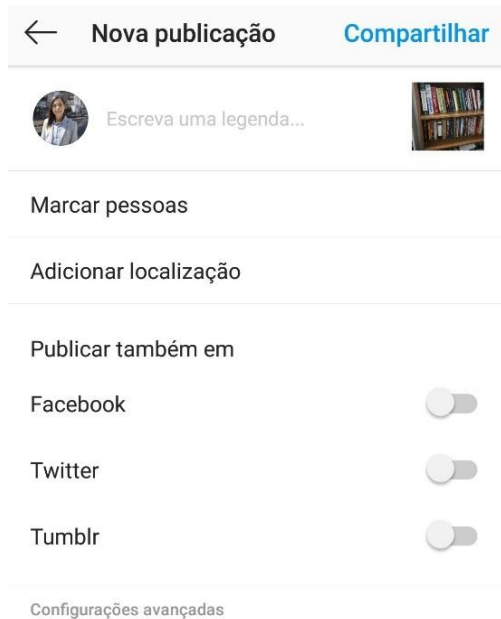 Nova publicação Compartilhar
Escreva uma legenda...
Marcar pessoas
Adicionar localização
Publicar também em
Facebook
Twitter
Tumblr
Configurações avançadas